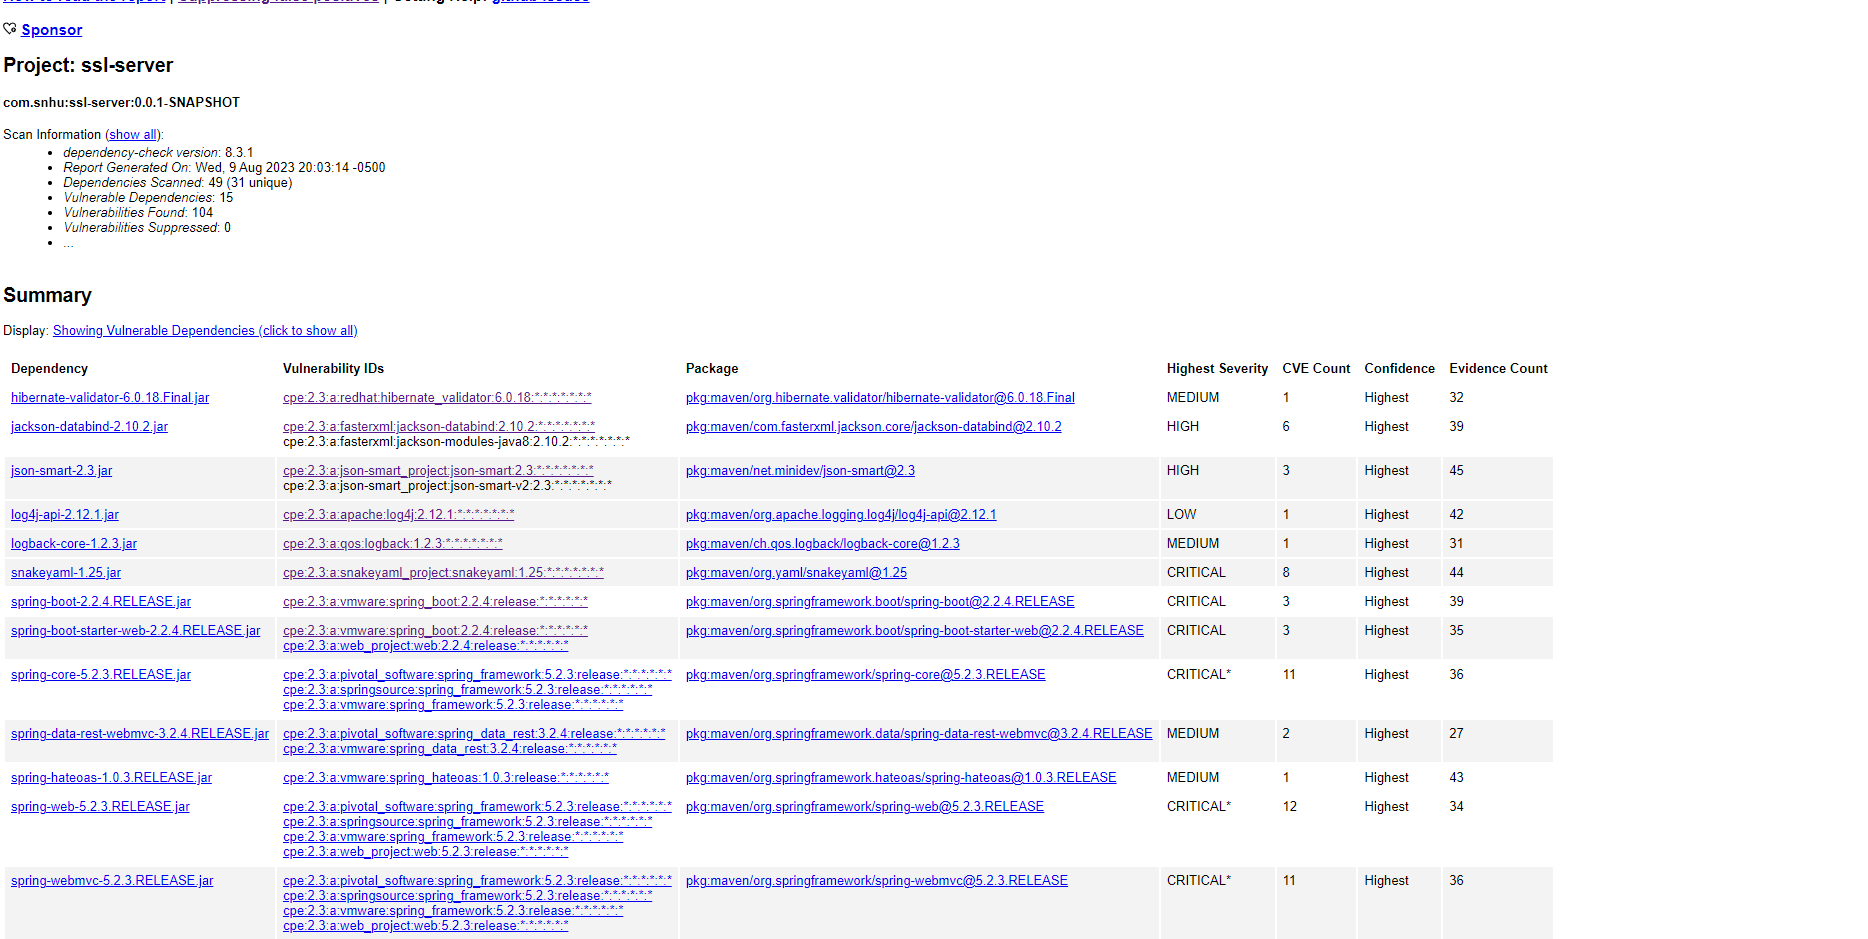 How to read the report | Suppressing false positives | Getting Help: github issues
Sponsor
Project: ssl-server
com.snhu:ssl-server:0.0.1-SNAPSHOT
Scan Information (show all):
dependency-check version: 8.3.1
Report Generated On: Wed, 9 Aug 2023 20:03:14 -0500
Dependencies Scanned: 49 (31 unique)
Vulnerable Dependencies: 15
Vulnerabilities Found: 104
Vulnerabilities Suppressed: 0
...
Summary
Display: Showing Vulnerable Dependencies (click to show all)
Dependency Vulnerability IDs Package Highest Severity CVE Count Confidence Evidence Count
hibernate-validator-6.0.18.Final.jar cpe:2.3:a:redhat:hibernate_validator:6.0.18:*:*:*:*:*:*:* pkg:maven/org.hibernate.validator/hibernate-validator@6.0.18.Final MEDIUM 1 Highest 32
jackson-databind-2.10.2.jar cpe:2.3:a:fasterxml:jackson-databind:2.10.2:*:*:*:*:*:*:* pkg:maven/com.fasterxml.jackson.core/jackson-databind@2.10.2 HIGH 6 Highest 39
cpe:2.3:a:fasterxml:jackson-modules-java8:2.10.2:*:*:*:*:*:*:*
json-smart-2.3.jar cpe:2.3:a:json-smart_project:json-smart:2.3:*:*:*:*:*:*:* pkg:maven/net.minidev/json-smart@2.3 HIGH 3 Highest 45
cpe:2.3:a:json-smart_project:json-smart-v2:2.3:*:*:*:*:*:*:*
log4j-api-2.12.1.jar cpe:2.3:a:apache:log4j:2.12.1:*:*:*:*:*:*:* pkg:maven/org.apache.logging.log4j/log4j-api@2.12.1 LOW 1 Highest 42
logback-core-1.2.3.jar cpe:2.3:a:qos:logback:1.2.3:*:*:*:*:*:*:* pkg:maven/ch.qos.logback/logback-core@1.2.3 MEDIUM 1 Highest 31
snakeyaml-1.25.jar cpe:2.3:a:snakeyaml_project:snakeyaml:1.25:*:*:*:*:*:*:* pkg:maven/org.yaml/snakeyaml@1.25 CRITICAL 8 Highest 44
spring-boot-2.2.4.RELEASE.jar cpe:2.3:a:vmware:spring_boot:2.2.4:release:*:*:*:*:*:* pkg:maven/org.springframework.boot/spring-boot@2.2.4.RELEASE CRITICAL 3 Highest 39
spring-boot-starter-web-2.2.4.RELEASE.jar cpe:2.3:a:vmware:spring_boot:2.2.4:release:*:*:*:*:*:* pkg:maven/org.springframework.boot/spring-boot-starter-web@2.2.4.RELEASE CRITICAL 3 Highest 35
cpe:2.3:a:web_project:web:2.2.4:release:*:*:*:*:*:*
spring-core-5.2.3.RELEASE.jar cpe:2.3:a:pivotal_software:spring_framework:5.2.3:release:*:*:*:*:*:* pkg:maven/org.springframework/spring-core@5.2.3.RELEASE CRITICAL* 11 Highest 36
cpe:2.3:a:springsource:spring_framework:5.2.3:release:*:*:*:*:*:*
cpe:2.3:a:vmware:spring_framework:5.2.3:release:*:*:*:*:*:*
spring-data-rest-webmvc-3.2.4.RELEASE.jar cpe:2.3:a:pivotal_software:spring_data_rest:3.2.4:release:*:*:*:*:*:* pkg:maven/org.springframework.data/spring-data-rest-webmvc@3.2.4.RELEASE MEDIUM 2 Highest 27
cpe:2.3:a:vmware:spring_data_rest:3.2.4:release:*:*:*:*:*:*
spring-hateoas-1.0.3.RELEASE.jar cpe:2.3:a:vmware:spring_hateoas:1.0.3:release:*:*:*:*:*:* pkg:maven/org.springframework.hateoas/spring-hateoas@1.0.3.RELEASE MEDIUM 1 Highest 43
spring-web-5.2.3.RELEASE.jar cpe:2.3:a:pivotal_software:spring_framework:5.2.3:release:*:*:*:*:*:* pkg:maven/org.springframework/spring-web@5.2.3.RELEASE CRITICAL* 12 Highest 34
cpe:2.3:a:springsource:spring_framework:5.2.3:release:*:*:*:*:*:*
cpe:2.3:a:vmware:spring_framework:5.2.3:release:*:*:*:*:*:*
cpe:2.3:a:web_project:web:5.2.3:release:*:*:*:*:*:*
spring-webmvc-5.2.3.RELEASE.jar cpe:2.3:a:pivotal_software:spring_framework:5.2.3:release:*:*:*:*:*:* pkg:maven/org.springframework/spring-webmvc@5.2.3.RELEASE CRITICAL* 11 Highest 36
cpe:2.3:a:springsource:spring_framework:5.2.3:release:*:*:*:*:*:*
cpe:2.3:a:vmware:spring_framework:5.2.3:release:*:*:*:*:*:*
cpe:2.3:a:web_project:web:5.2.3:release:*:*:*:*:*:*